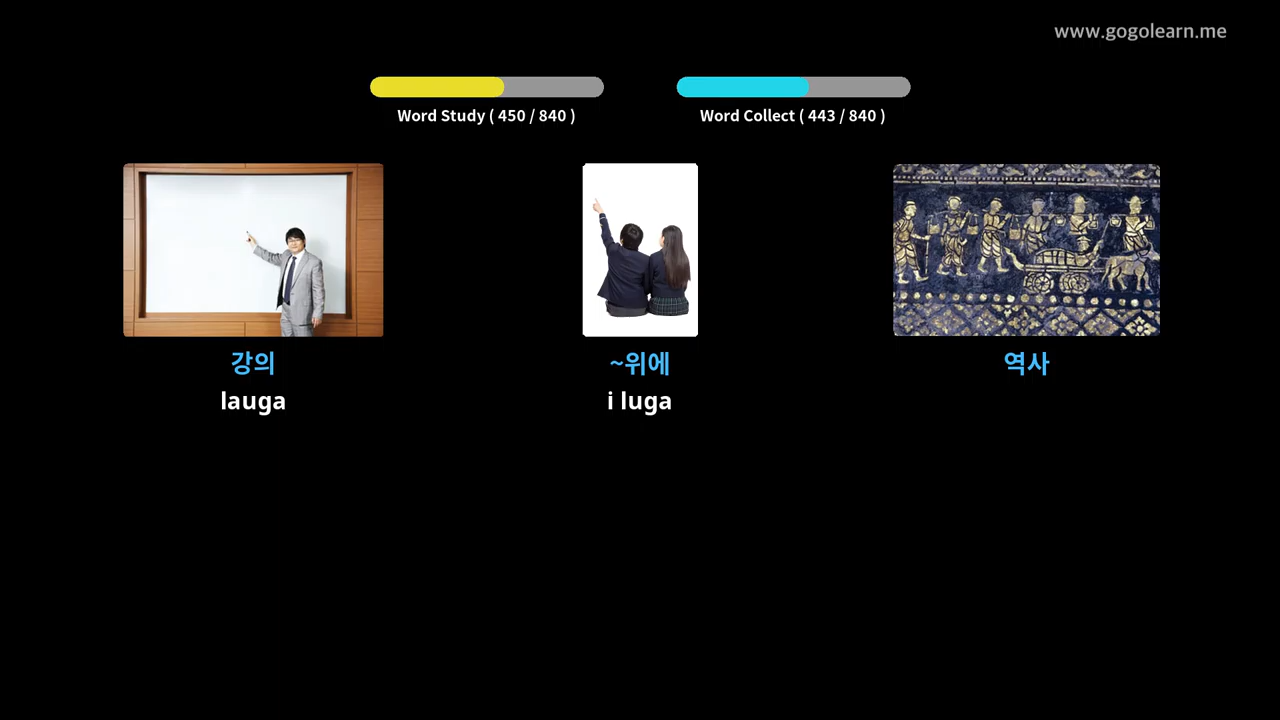 www.gogolearn.me
Word Study ( 450 / 840 )
Word Collect ( 443 / 840 )
강의
lauga
~위에
i luga
역사